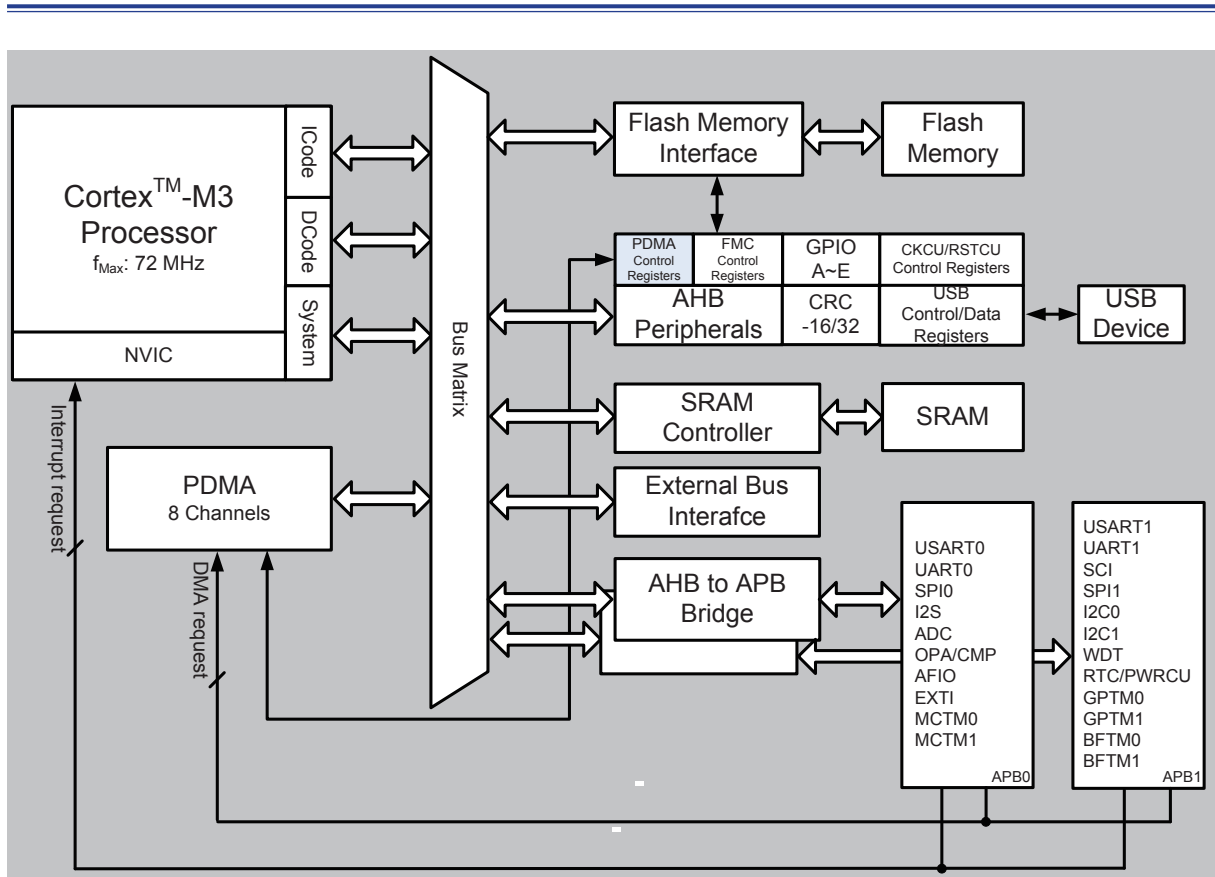 Cortex™-M3
Processor
fMax: 72 MHz
NVIC
ICode
DCode
System
Bus Matrix
Flash Memory
Interface
Flash
Memory
PDMA
Control
Registers
FMC
Control
Registers
GPIO
A~E
CKCU/RSTCU
Control Registers
AHB
Peripherals
CRC
-16/32
USB
Control/Data
Registers
USB
Device
SRAM
Controller
SRAM
External Bus
Interafce
AHB to APB
Bridge
PDMA
8 Channels
Interrupt request
DMA request
USART0
UART0
SPI0
I2S
ADC
OPA/CMP
AFIO
EXTI
MCTM0
MCTM1
APB0
USART1
UART1
SCI
SPI1
I2C0
I2C1
WDT
RTC/PWRCU
GPTM0
GPTM1
BFTM0
BFTM1
APB1